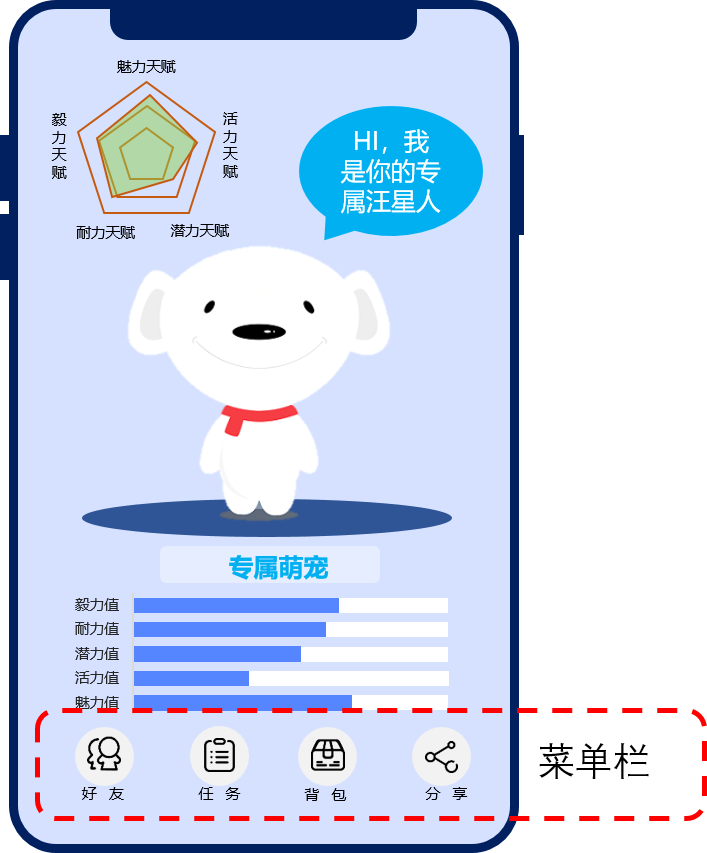 魅力天赋
毅力天赋
活力天赋
耐力天赋
潜力天赋
HI，我
是你的专
属汪星人
专属萌宠
毅力值
耐力值
潜力值
活力值
魅力值
好 友
任 务
背 包
分 享
菜单栏